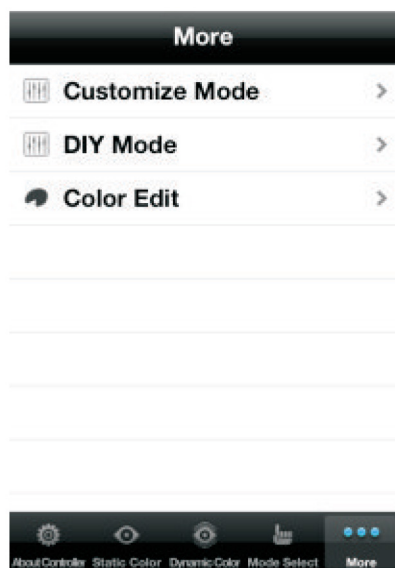 More
Customize Mode
DIY Mode
Color Edit
About Controller Static Color Dynamic Color Mode Select More